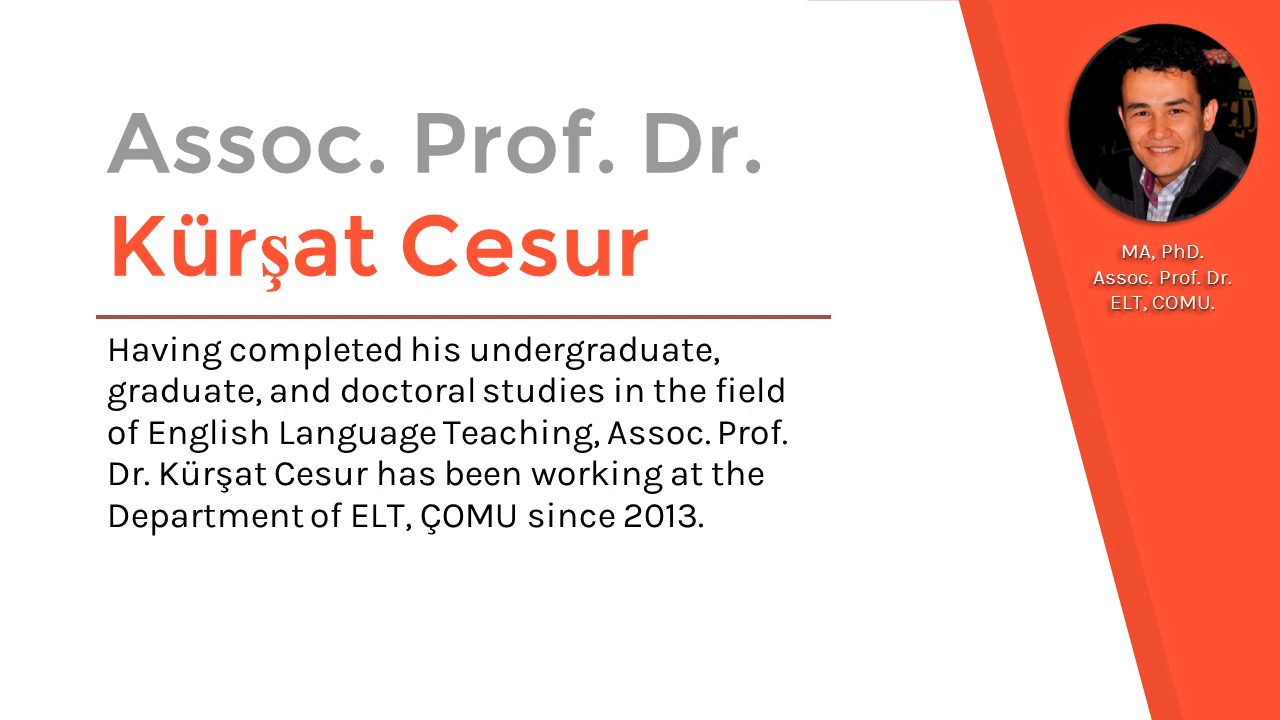 Assoc. Prof. Dr.
Kürşat Cesur
Having completed his undergraduate,
graduate, and doctoral studies in the field
of English Language Teaching, Assoc. Prof.
Dr. Kürşat Cesur has been working at the
Department of ELT, ÇOMU since 2013.
MA, PhD.
Assoc. Prof. Dr.
ELT, COMU.